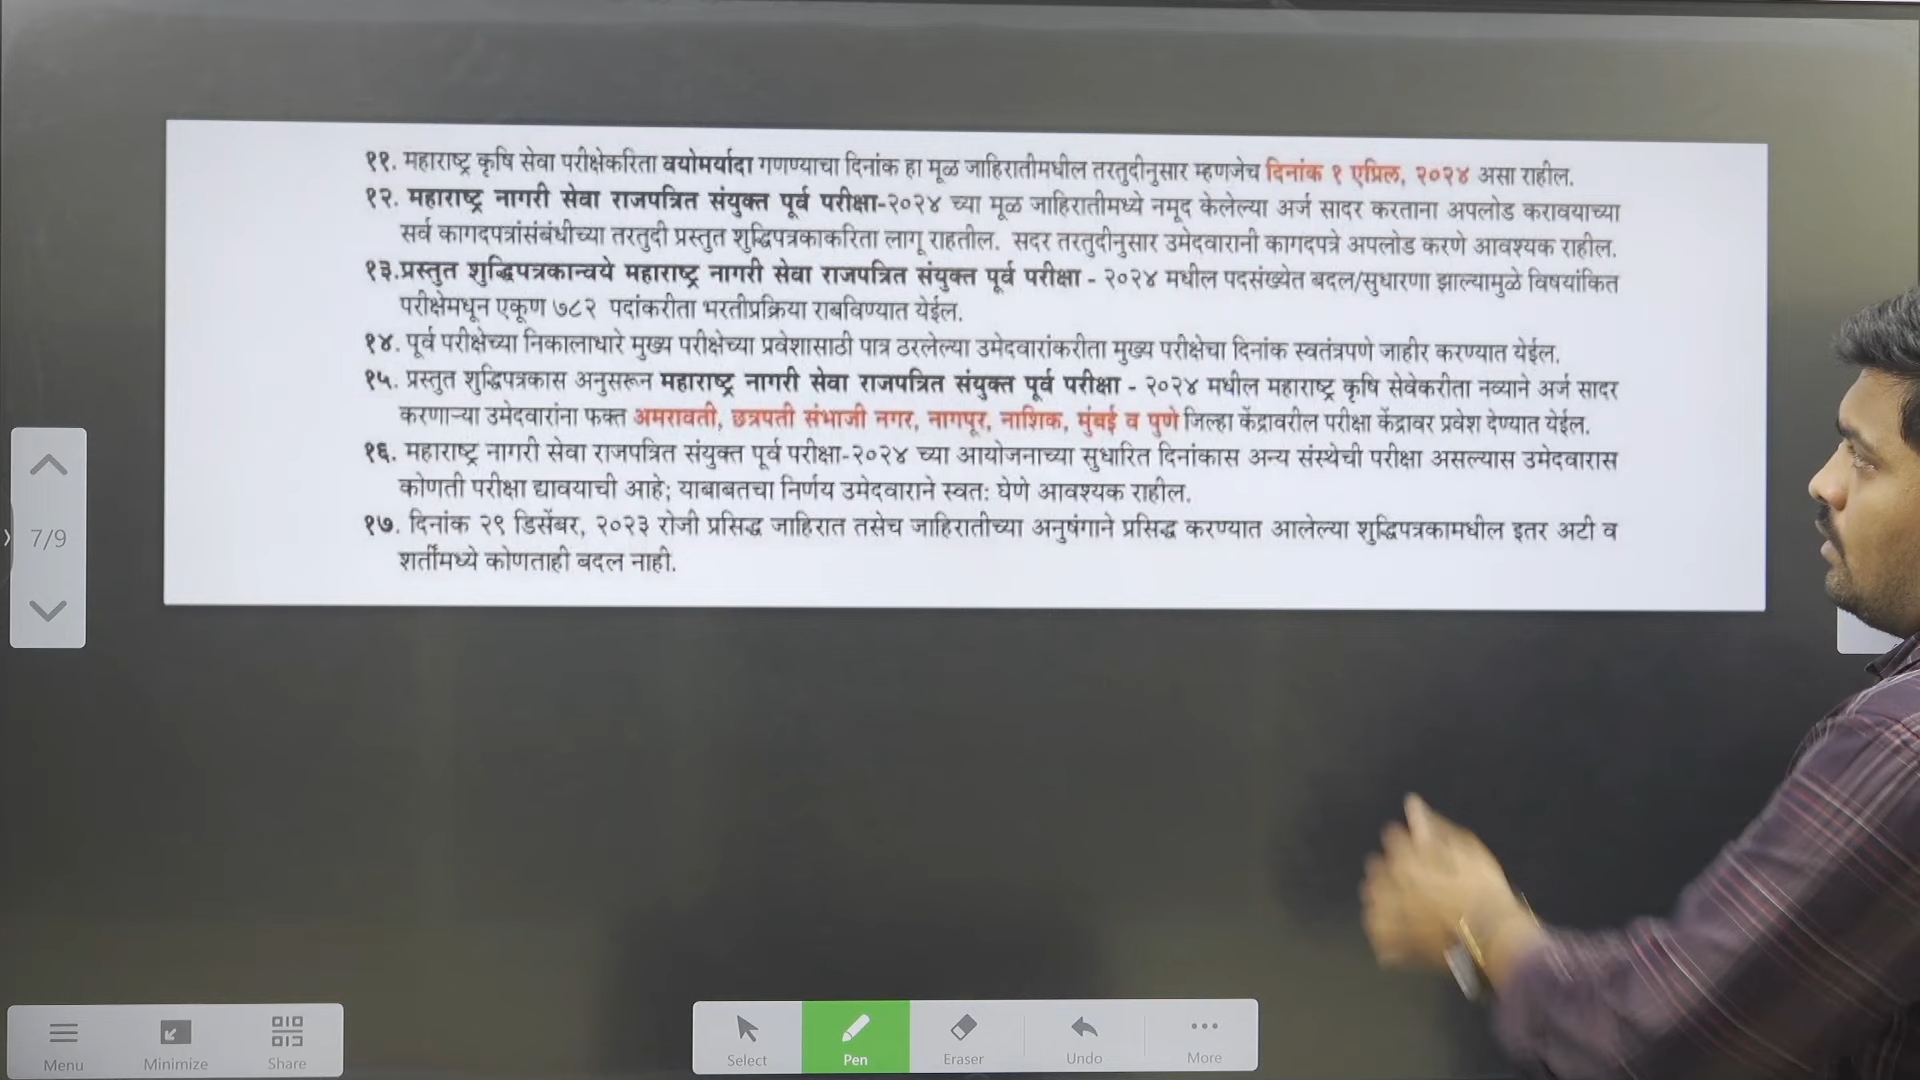 ११. महाराष्ट्र कृषि सेवा परीक्षेकरिता वयोमर्यादा गणण्याचा दिनांक हा मूळ जाहिरातीमधील तरतुदीनुसार म्हणजेच दिनांक १ एप्रिल, २०२४ असा राहील.
१२. महाराष्ट्र नागरी सेवा राजपत्रित संयुक्त पूर्व परीक्षा-२०२४ च्या मूळ जाहिरातीमध्ये नमूद केलेल्या अर्ज सादर करताना अपलोड करावयाच्या
सर्व कागदपत्रांसंबंधीच्या तरतुदी प्रस्तुत शुद्धिपत्रकाकरिता लागू राहतील. सदर तरतुदीनुसार उमेदवारानी कागदपत्रे अपलोड करणे आवश्यक राहील.
१३.प्रस्तुत शुद्धिपत्रकान्वये महाराष्ट्र नागरी सेवा राजपत्रित संयुक्त पूर्व परीक्षा - २०२४ मधील पदसंख्येत बदल/सुधारणा झाल्यामुळे विषयांकित
परीक्षेमधून एकूण ७८२ पदांकरीता भरतीप्रक्रिया राबविण्यात येईल.
१४. पूर्व परीक्षेच्या निकालाधारे मुख्य परीक्षेच्या प्रवेशासाठी पात्र ठरलेल्या उमेदवारांकरीता मुख्य परीक्षेचा दिनांक स्वतंत्रपणे जाहीर करण्यात येईल.
१५. प्रस्तुत शुद्धिपत्रकास अनुसरून महाराष्ट्र नागरी सेवा राजपत्रित संयुक्त पूर्व परीक्षा - २०२४ मधील महाराष्ट्र कृषि सेवेकरीता नव्याने अर्ज सादर
करणाऱ्या उमेदवारांना फक्त अमरावती, छत्रपती संभाजी नगर, नागपूर, नाशिक, मुंबई व पुणे जिल्हा केंद्रावरील परीक्षा केंद्रावर प्रवेश देण्यात येईल.
१६. महाराष्ट्र नागरी सेवा राजपत्रित संयुक्त पूर्व परीक्षा-२०२४ च्या आयोजनाच्या सुधारित दिनांकास अन्य संस्थेची परीक्षा असल्यास उमेदवारास
कोणती परीक्षा द्यावयाची आहे; याबाबतचा निर्णय उमेदवाराने स्वत: घेणे आवश्यक राहील.
१७. दिनांक २९ डिसेंबर, २०२३ रोजी प्रसिद्ध जाहिरात तसेच जाहिरातीच्या अनुषंगाने प्रसिद्ध करण्यात आलेल्या शुद्धिपत्रकामधील इतर अटी व
शर्तींमध्ये कोणताही बदल नाही.
7/9
Menu Minimize Share Select Pen Eraser Undo More